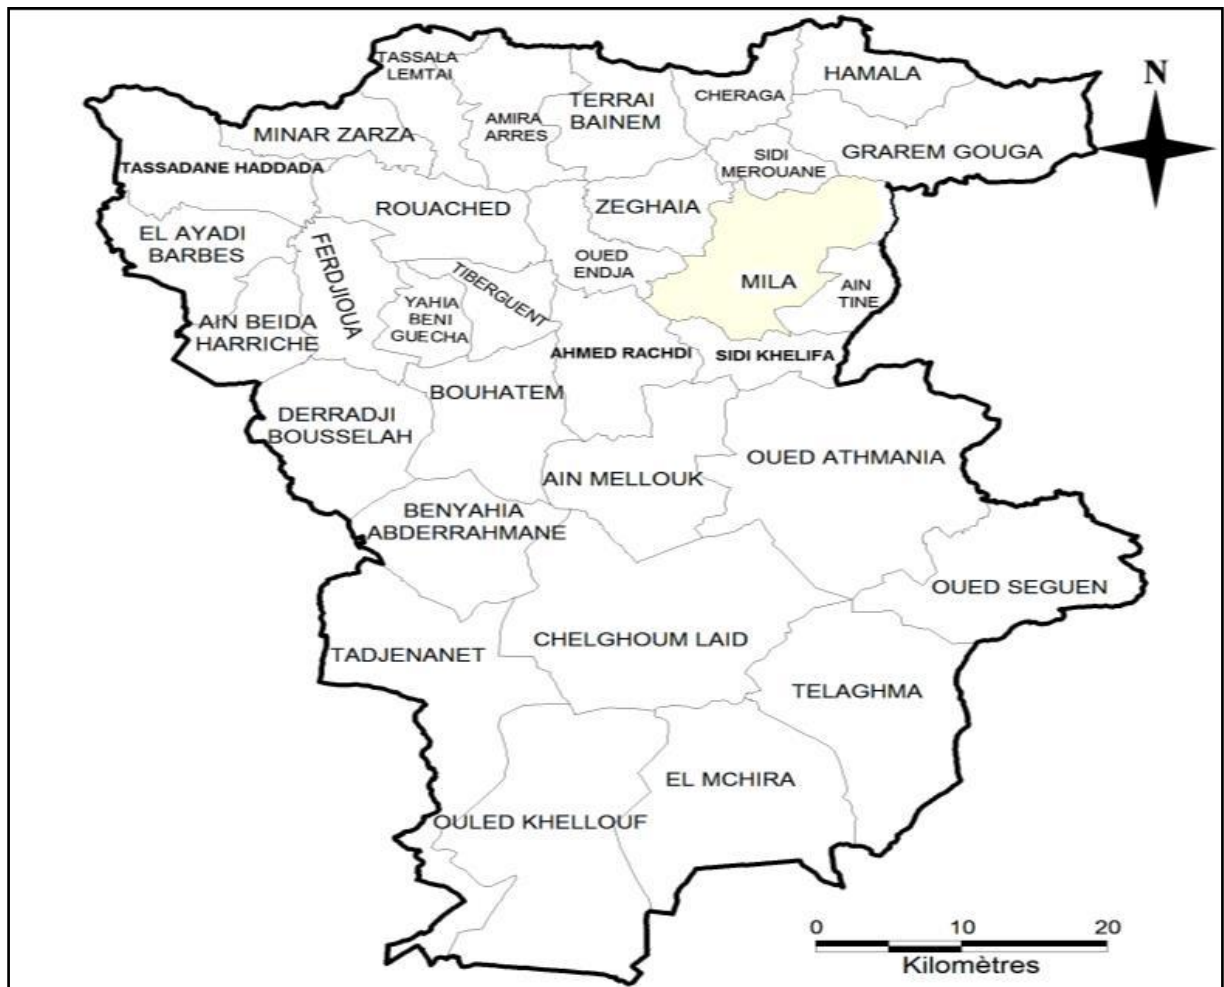 TASSALA
LEMTAI
HAMALA
N
CHERAGA
TERRAI
BAINEM
AMIRA
ARRES
MINAR ZARZA
GRAREM GOUGA
SIDI
MEROUANE
TASSADANE HADDADA
ROUACHED
ZEGHAIA
EL AYADI
BARBES
FERDJIOUA
OUED
ENDJA
TIBERGUENT
MILA
AIN
TINE
YAHIA
BENI
GUECHA
AIN BEIDA
HARRICHE
AHMED RACHDI
SIDI KHELIFA
BOUHATEM
DERRADJI
BOUSSELAH
OUED ATHMANIA
AIN MELLOUK
BENYAHIA
ABDERRAHMANE
OUED SEGUEN
CHELGHOUM LAID
TADJENANET
TELAGHMA
EL MCHIRA
OULED KHELLOUF
0 10 20
Kilomètres